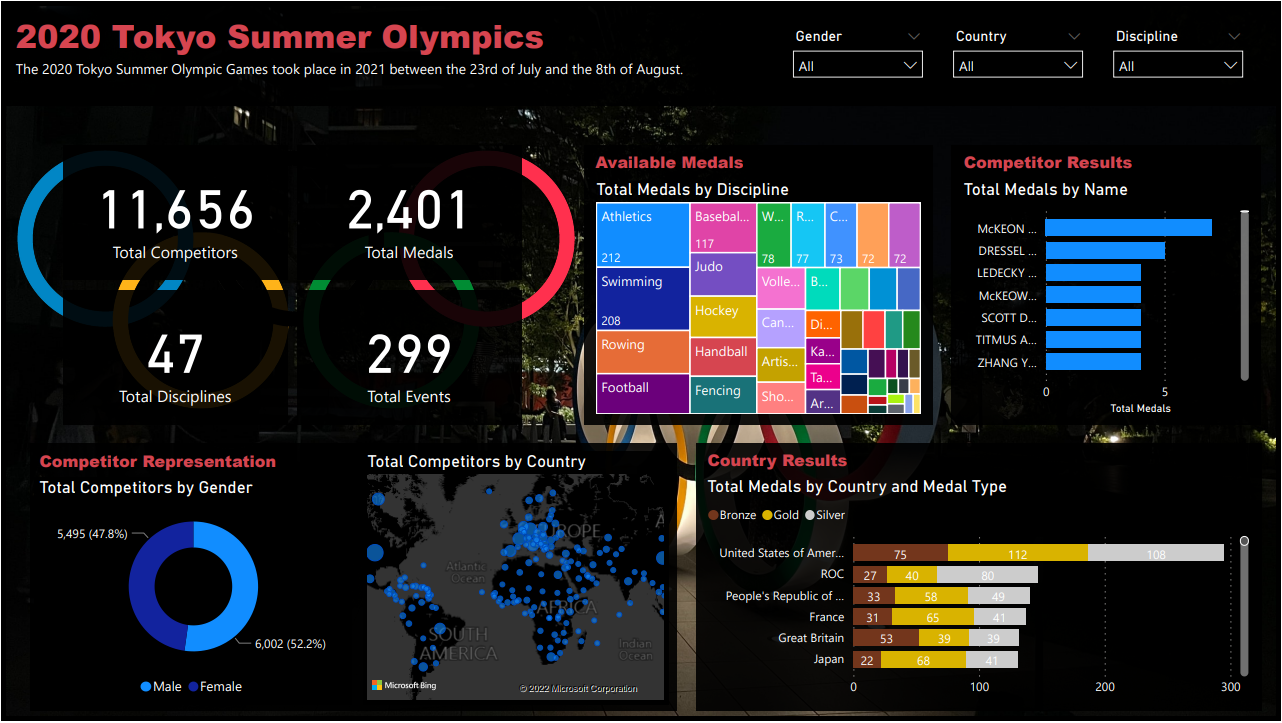 2020 Tokyo Summer Olympics
The 2020 Tokyo Summer Olympic Games took place in 2021 between the 23rd of July and the 8th of August.
Gender
All
Country
All
Discipline
All
11,656
Total Competitors
2,401
Total Medals
47
Total Disciplines
299
Total Events
Available Medals
Total Medals by Discipline
Athletics
212
Swimming
208
Rowing
Football
Basebal...
117
Judo
Hockey
Handball
Fencing
W...
78
R...
77
C...
73
72
72
Volle...
Can...
Artis...
Sho...
B...
Di...
Ka...
Ta...
Ar...
Competitor Results
Total Medals by Name
McKEON ...
DRESSEL ...
LEDECKY ...
McKEOW...
SCOTT D...
TITMUS A...
ZHANG Y...
0 5
Total Medals
Competitor Representation
Total Competitors by Gender
5,495 (47.8%)
6,002 (52.2%)
Male Female
Total Competitors by Country
EUROPE
A
Atlantic
Ocean
AFRICA
SOUTH
AMERICA
Indian
Ocean
Microsoft Bing
© 2022 Microsoft Corporation
Country Results
Total Medals by Country and Medal Type
Bronze Gold Silver
United States of Amer... 75 112 108
ROC 27 40 80
People's Republic of ... 33 58 49
France 31 65 41
Great Britain 53 39 39
Japan 22 68 41
0 100 200 300